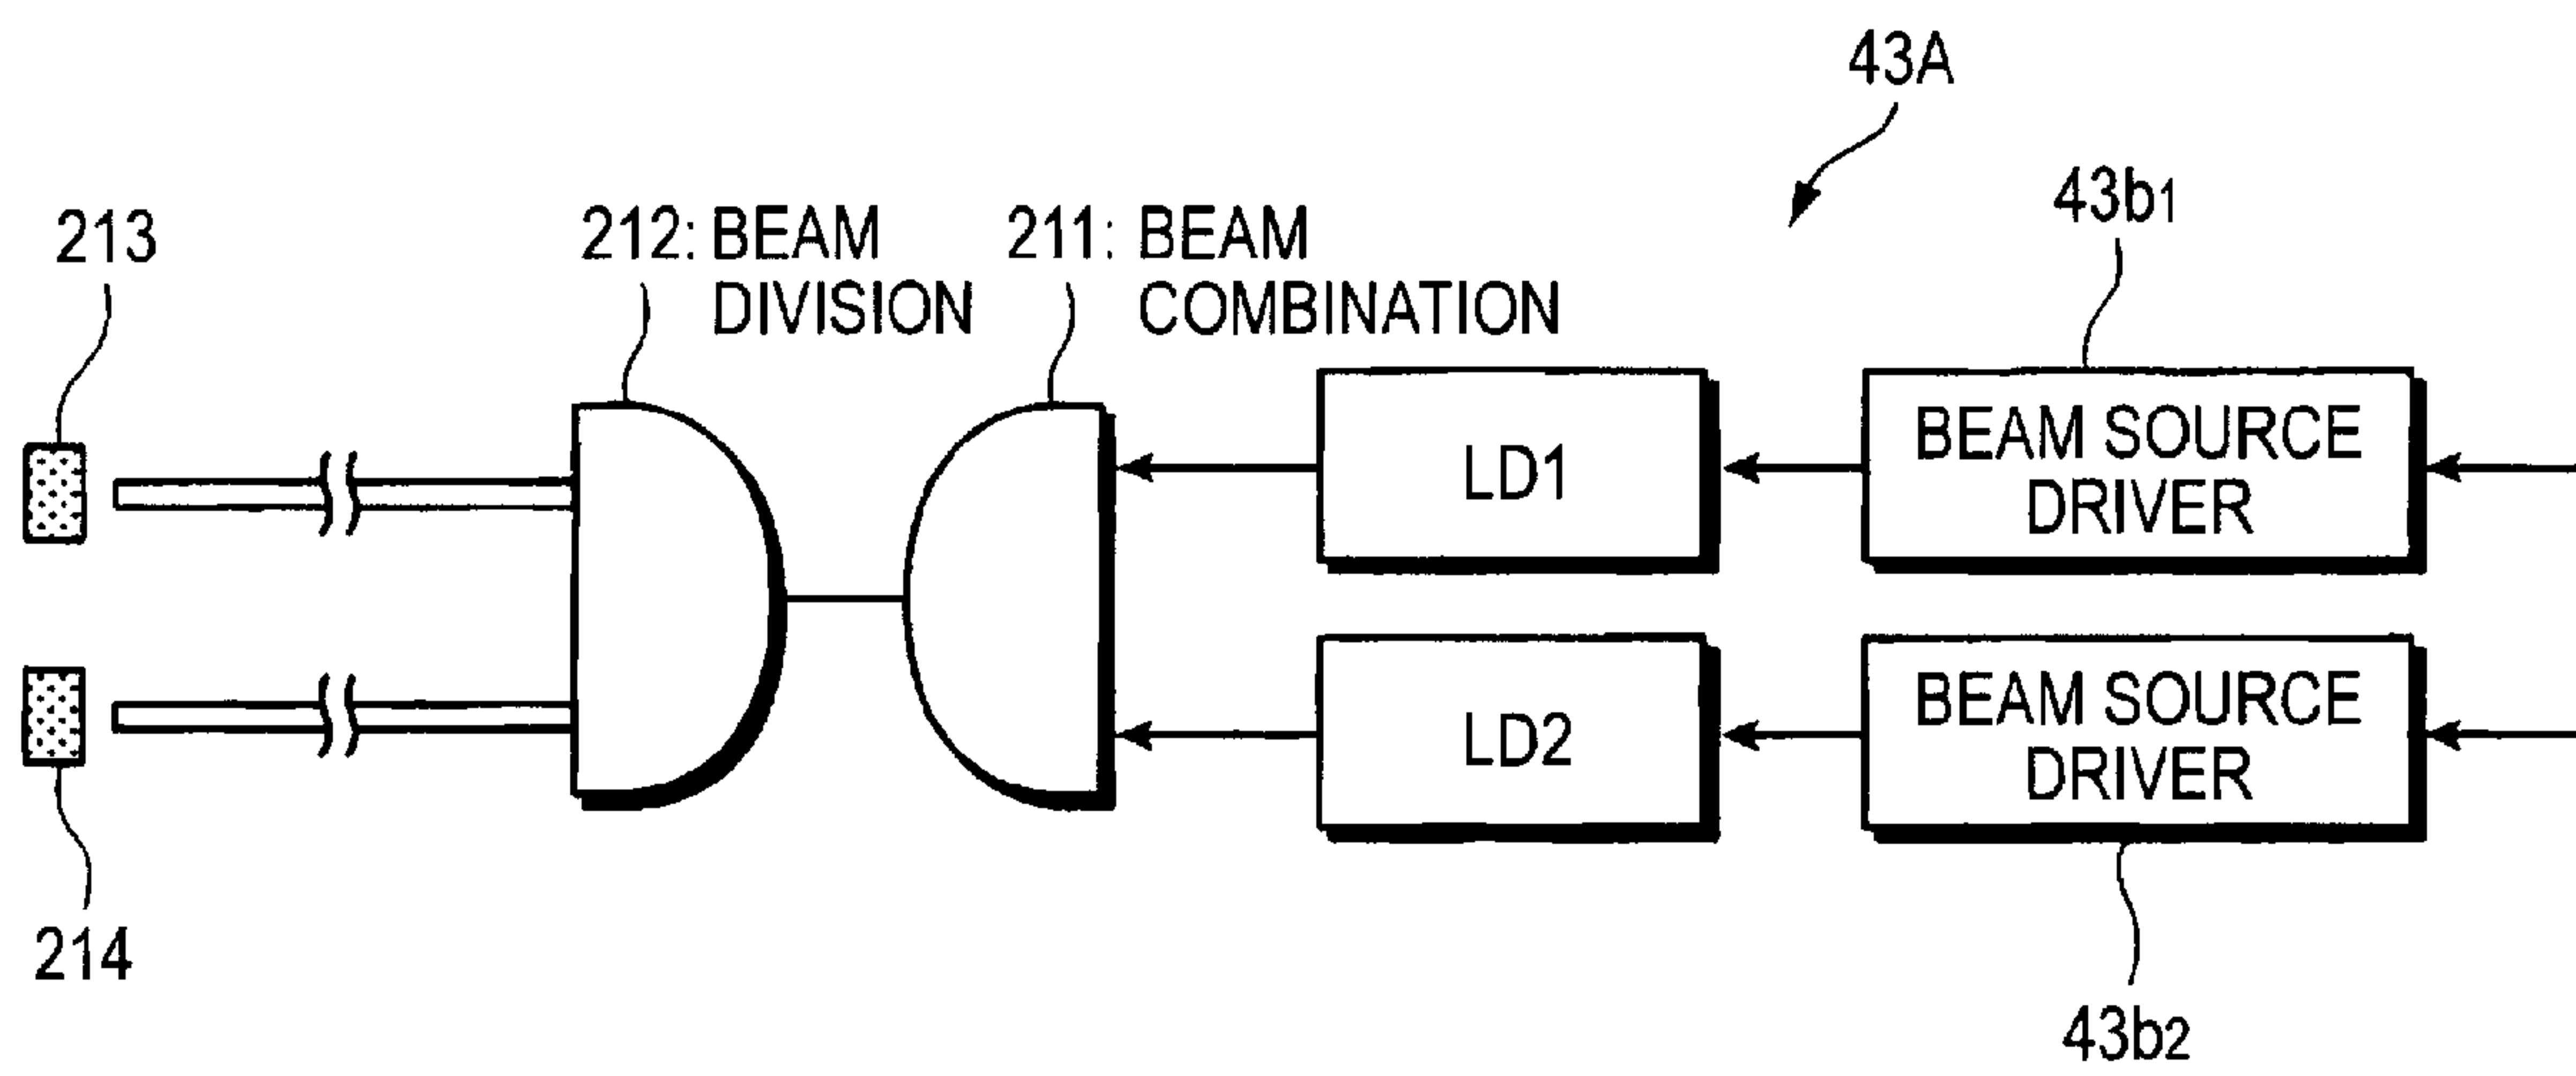 43A
43b1
213
212: BEAM DIVISION
211: BEAM COMBINATION
LD1
BEAM SOURCE
DRIVER
LD2
BEAM SOURCE
DRIVER
214
43b2